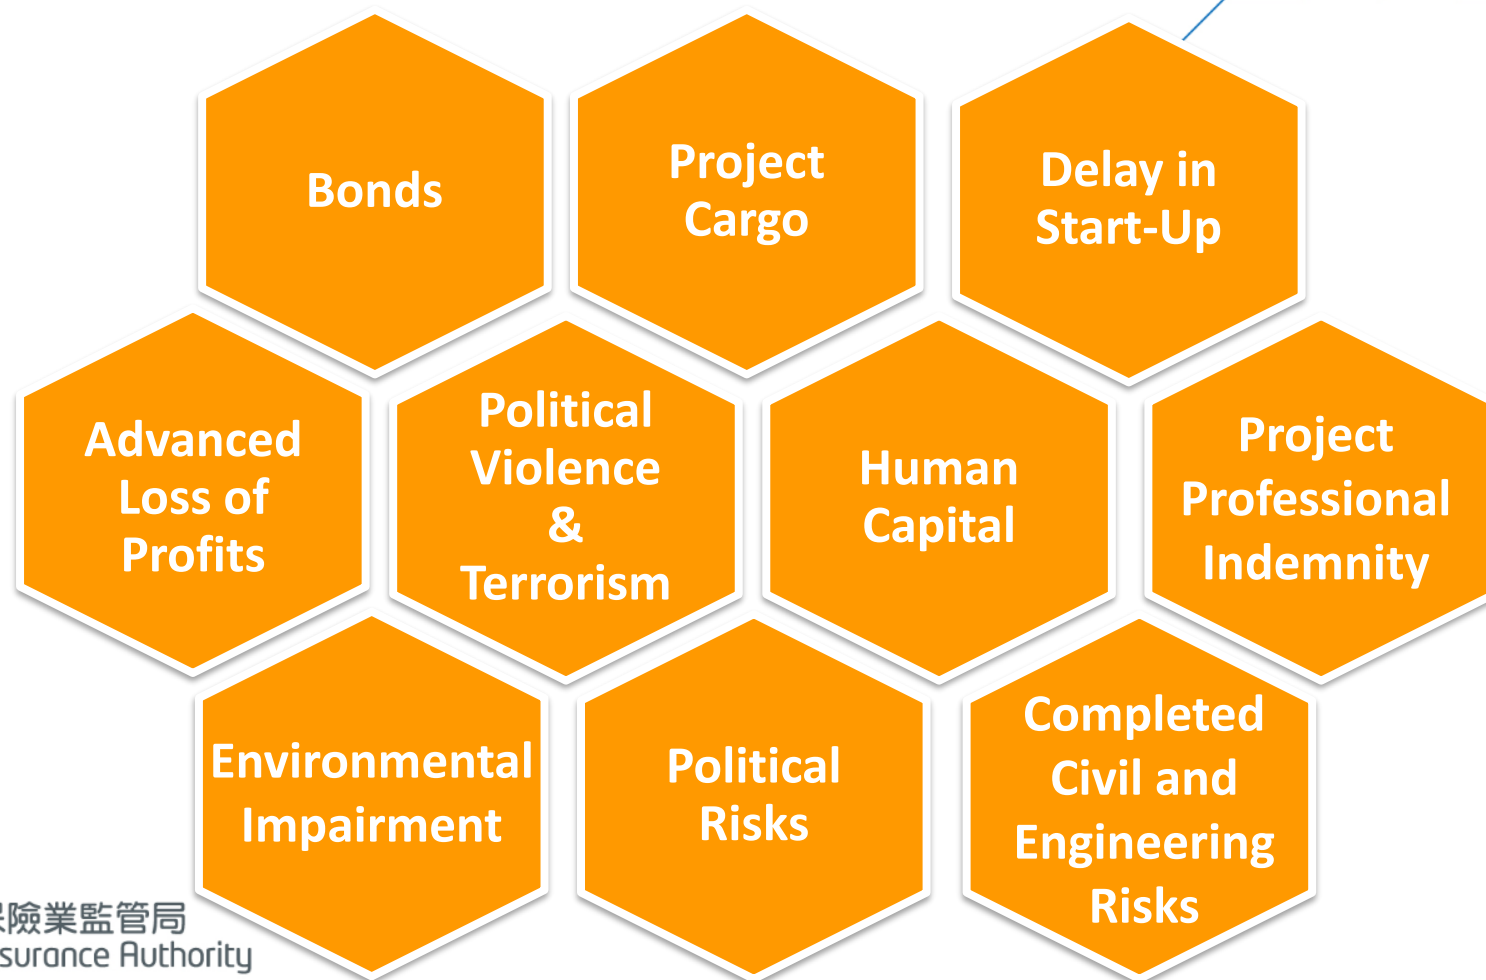 Bonds
Project
Cargo
Delay in
Start-Up
Advanced
Loss of
Profits
Political
Violence
&
Terrorism
Human
Capital
Project
Professional
Indemnity
Environmental
Impairment
Political
Risks
Completed
Civil and
Engineering
Risks
險業監管局
surance Authority